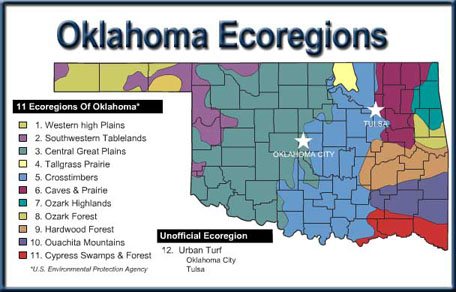 Oklahoma Ecoregions
11 Ecoregions Of Oklahoma*
1. Western high Plains
2. Southwestern Tablelands
3. Central Great Plains
4. Tallgrass Prairie
5. Crosstimbers
6. Caves & Prairie
7. Ozark Highlands
8. Ozark Forest
9. Hardwood Forest
10. Ouachita Mountains
11. Cypress Swamps & Forest
*U.S. Environmental Protection Agency
TULSA
OKLAHOMA CITY
Unofficial Ecoregion
*12. Urban Turf
Oklahoma City
Tulsa